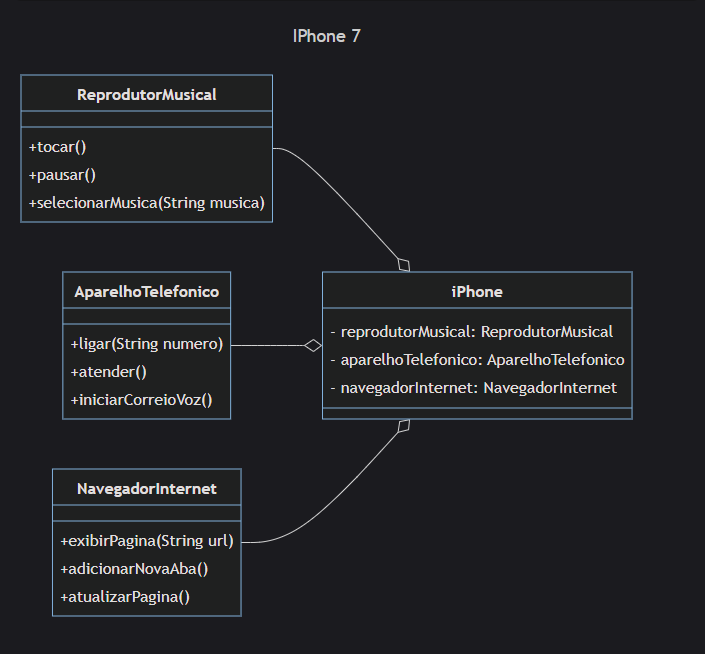 IPhone 7
ReprodutorMusical
+tocar()
+pausar()
+selecionarMusica(String musica)
AparelhoTelefonico
+ligar(String numero)
+atender()
+iniciarCorreioVoz()
iPhone
- reprodutorMusical: ReprodutorMusical
- aparelhoTelefonico: AparelhoTelefonico
- navegadorInternet: NavegadorInternet
NavegadorInternet
+exibirPagina(String url)
+adicionarNovaAba()
+atualizarPagina()